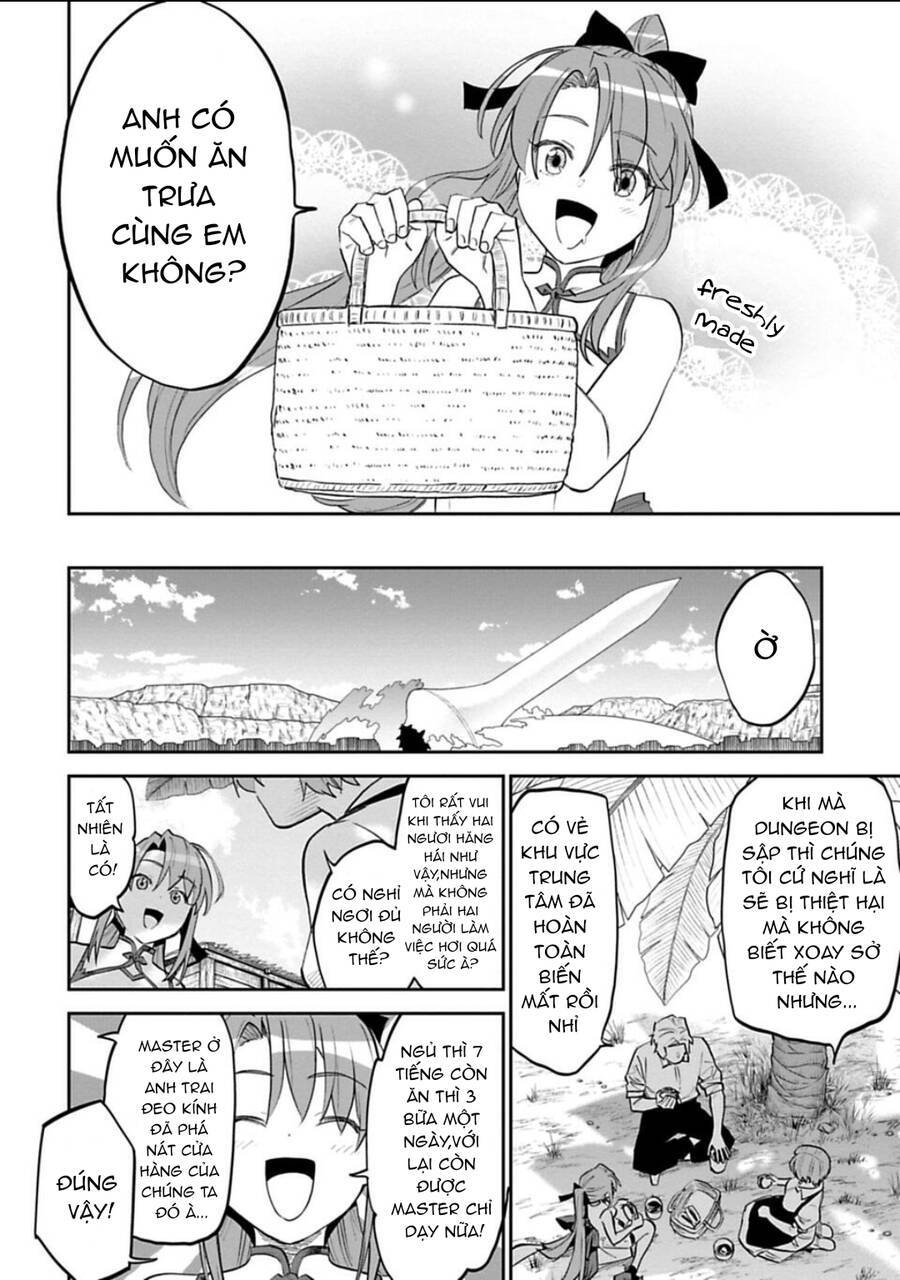 ANH CÓ
MUỐN ĂN
TRƯA
CÙNG EM
KHÔNG?
freshly
made
Ờ
KHI MÀ
DUNGEON BỊ
SẬP THÌ CHÚNG
TÔI CỨ NGHĨ LÀ
SẼ BỊ THIỆT HẠI
MÀ KHÔNG
BIẾT XOAY SỞ
THẾ NÀO
NHƯNG...
CÓ VẺ
KHU VỰC
TRUNG
TÂM ĐÃ
HOÀN
TOÀN
BIẾN
MẤT RỒI
NHỈ
TÔI RẤT VUI
KHI THẤY HAI
NGƯỜI HĂNG
HÁI NHƯ
VẬY,NHƯNG
MÀ KHÔNG
PHẢI HAI
NGƯỜI LÀM
VIỆC HƠI QUÁ
SỨC À?
CÓ NGHỈ
NGƠI ĐỦ
KHÔNG
THẾ?
TẤT
NHIÊN
LÀ
CÓ!
NGỦ THÌ 7
TIẾNG CÒN
ĂN THÌ 3
BỮA MỘT
NGÀY,VỚI
LẠI CÒN
ĐƯỢC
MASTER CHỈ
DẠY NỮA!
MASTER Ở
ĐÂY LÀ
ANH TRAI
ĐEO KÍNH
ĐÃ PHÁ
NÁT CỬA
HÀNG CỦA
CHÚNG TA
ĐÓ À...
ĐÚNG
VẬY!